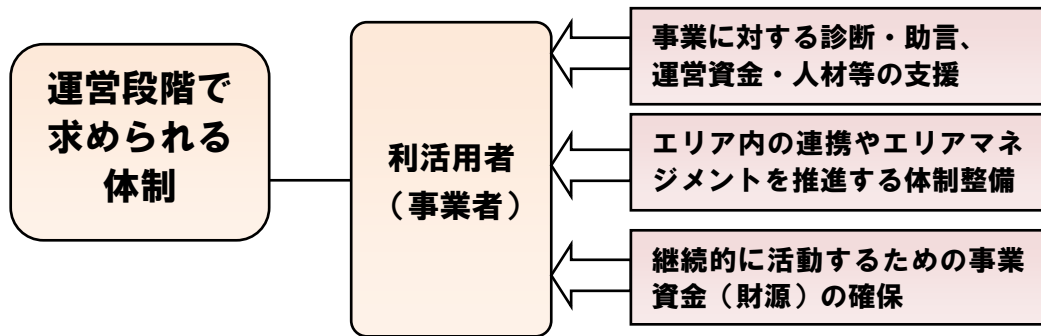 運営段階で
求められる
体制
利活用者
（事業者）
事業に対する診断・助言、
運営資金・人材等の支援
エリア内の連携やエリアマネ
ジメントを推進する体制整備
継続的に活動するための事業
資金（財源）の確保